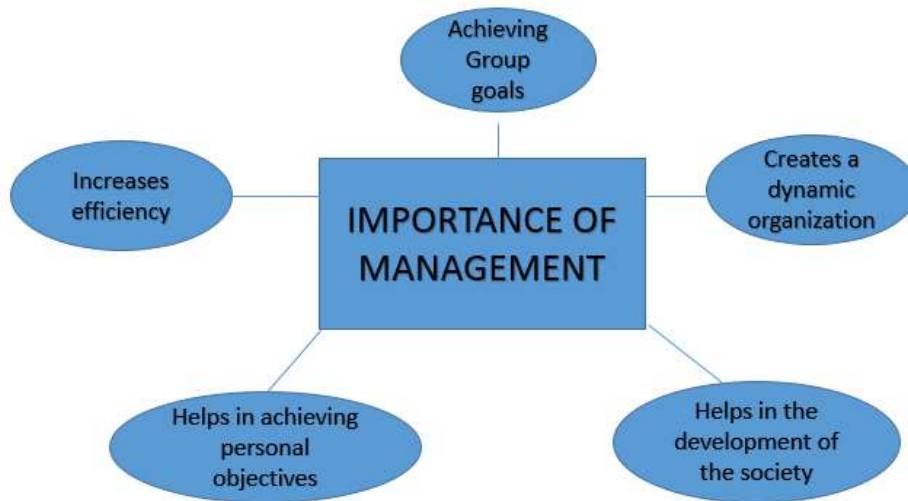 Achieving
Group
goals
Increases
efficiency
Creates a
dynamic
organization
IMPORTANCE OF
MANAGEMENT
Helps in achieving
personal
objectives
Helps in the
development of
the society